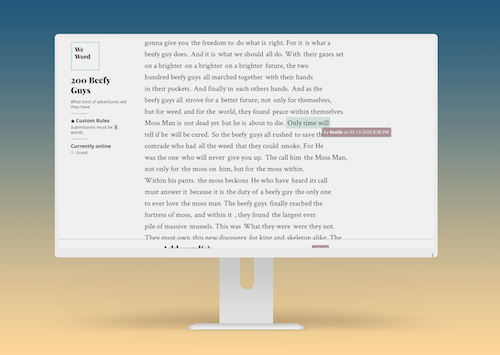 We
Word
200 Beefy
Guys
What kind of adventures will
they have
★ Custom Rules
Submissions must be 3
words.
Currently online
Guest
gonna give you the freedom to do what is right. For it is what a
beefy guy does. And it is what we should all do. With their gazes set
on a brighter on a brighter on a brighter future, the two
hundred beefy guys all marched together with their hands
in their pockets. And finally in each others hands. And as the
beefy guys all strove for a better future, not only for themselves,
but for weed and for the world, they found peace within themselves.
Moss Man is not dead yet but he is about to die. Only time will
tell if he will be cured. So the beefy guys all rushed to save the
by on 02-13-2020 8:38 PM
comrade who had all the weed that they could smoke. For He
was the one who will never give you up. The call him the Moss Man,
not only for the moss on him, but for the moss within.
Within his pants. the moss beckons He who have heard its call
must answer it because it is the duty of a beefy guy the only one
to ever love the moss man The beefy guys finally reached the
fortress of moss, and within it , they found the largest ever
pile of massive mussels. This was What they were were they not.
They must own this new discovery for king and skeleton alike. The
Add word(s)